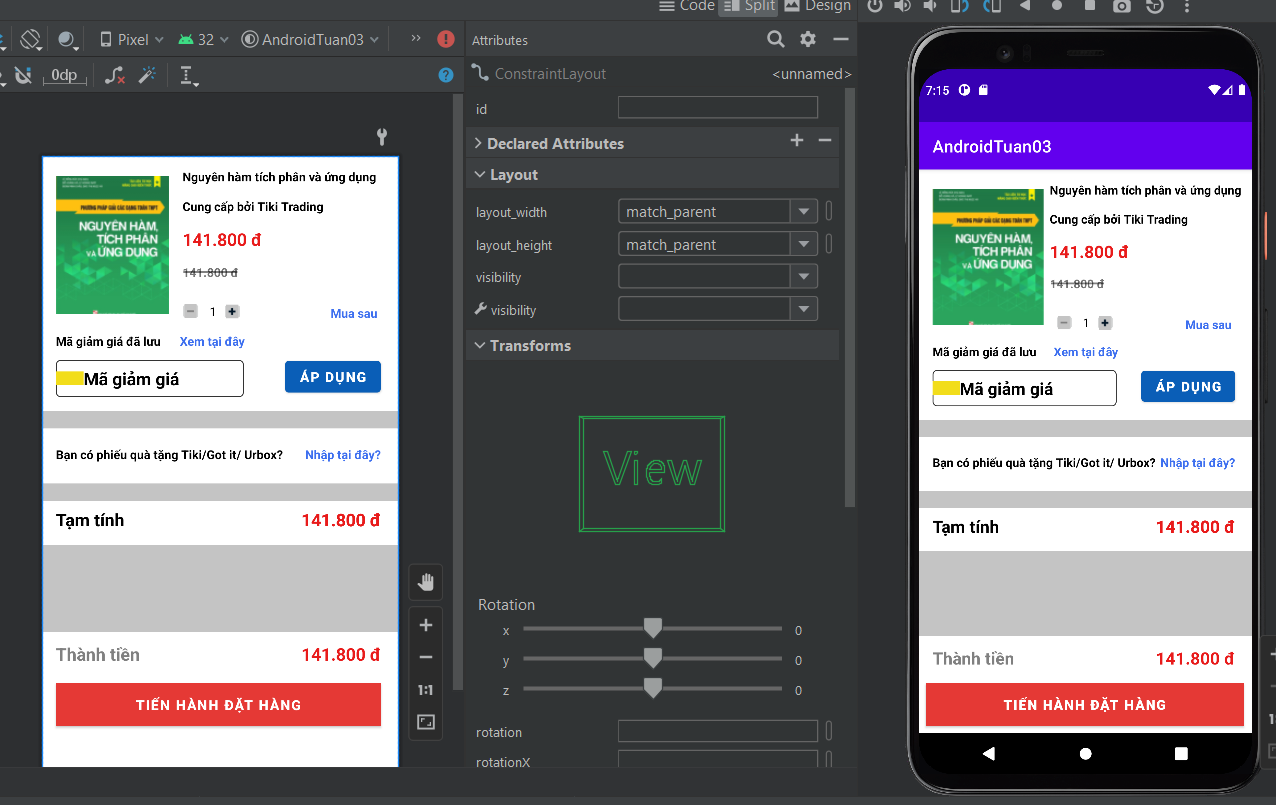 Code Split Design
Pixel 32 AndroidTuan03
0dp
Attributes
ConstraintLayout <unnamed>
id
Declared Attributes
Layout
layout_width match_parent
layout_height match_parent
visibility
visibility
Transforms
View
Rotation
x 0
y 0
z 0
rotation
rotationX
1:1
Nguyên hàm tích phân và ứng dụng
Cung cấp bởi Tiki Trading
141.800 đ
141.800 đ
1
Mua sau
PHƯƠNG PHÁP GIẢI CÁC DẠNG TOÁN THPT
NGUYÊN HÀM,
TÍCH PHÂN
VÀ ỨNG DỤNG
Mã giảm giá đã lưu Xem tại đây
Mã giảm giá ÁP DỤNG
Bạn có phiếu quà tặng Tiki/Got it/ Urbox? Nhập tại đây?
Tạm tính 141.800 đ
Thành tiền 141.800 đ
TIẾN HÀNH ĐẶT HÀNG
7:15
AndroidTuan03
Nguyên hàm tích phân và ứng dụng
Cung cấp bởi Tiki Trading
141.800 đ
141.800 đ
1
Mua sau
PHƯƠNG PHÁP GIẢI CÁC DẠNG TOÁN THPT
NGUYÊN HÀM,
TÍCH PHÂN
VÀ ỨNG DỤNG
Mã giảm giá đã lưu Xem tại đây
Mã giảm giá ÁP DỤNG
Bạn có phiếu quà tặng Tiki/Got it/ Urbox? Nhập tại đây?
Tạm tính 141.800 đ
Thành tiền 141.800 đ
TIẾN HÀNH ĐẶT HÀNG